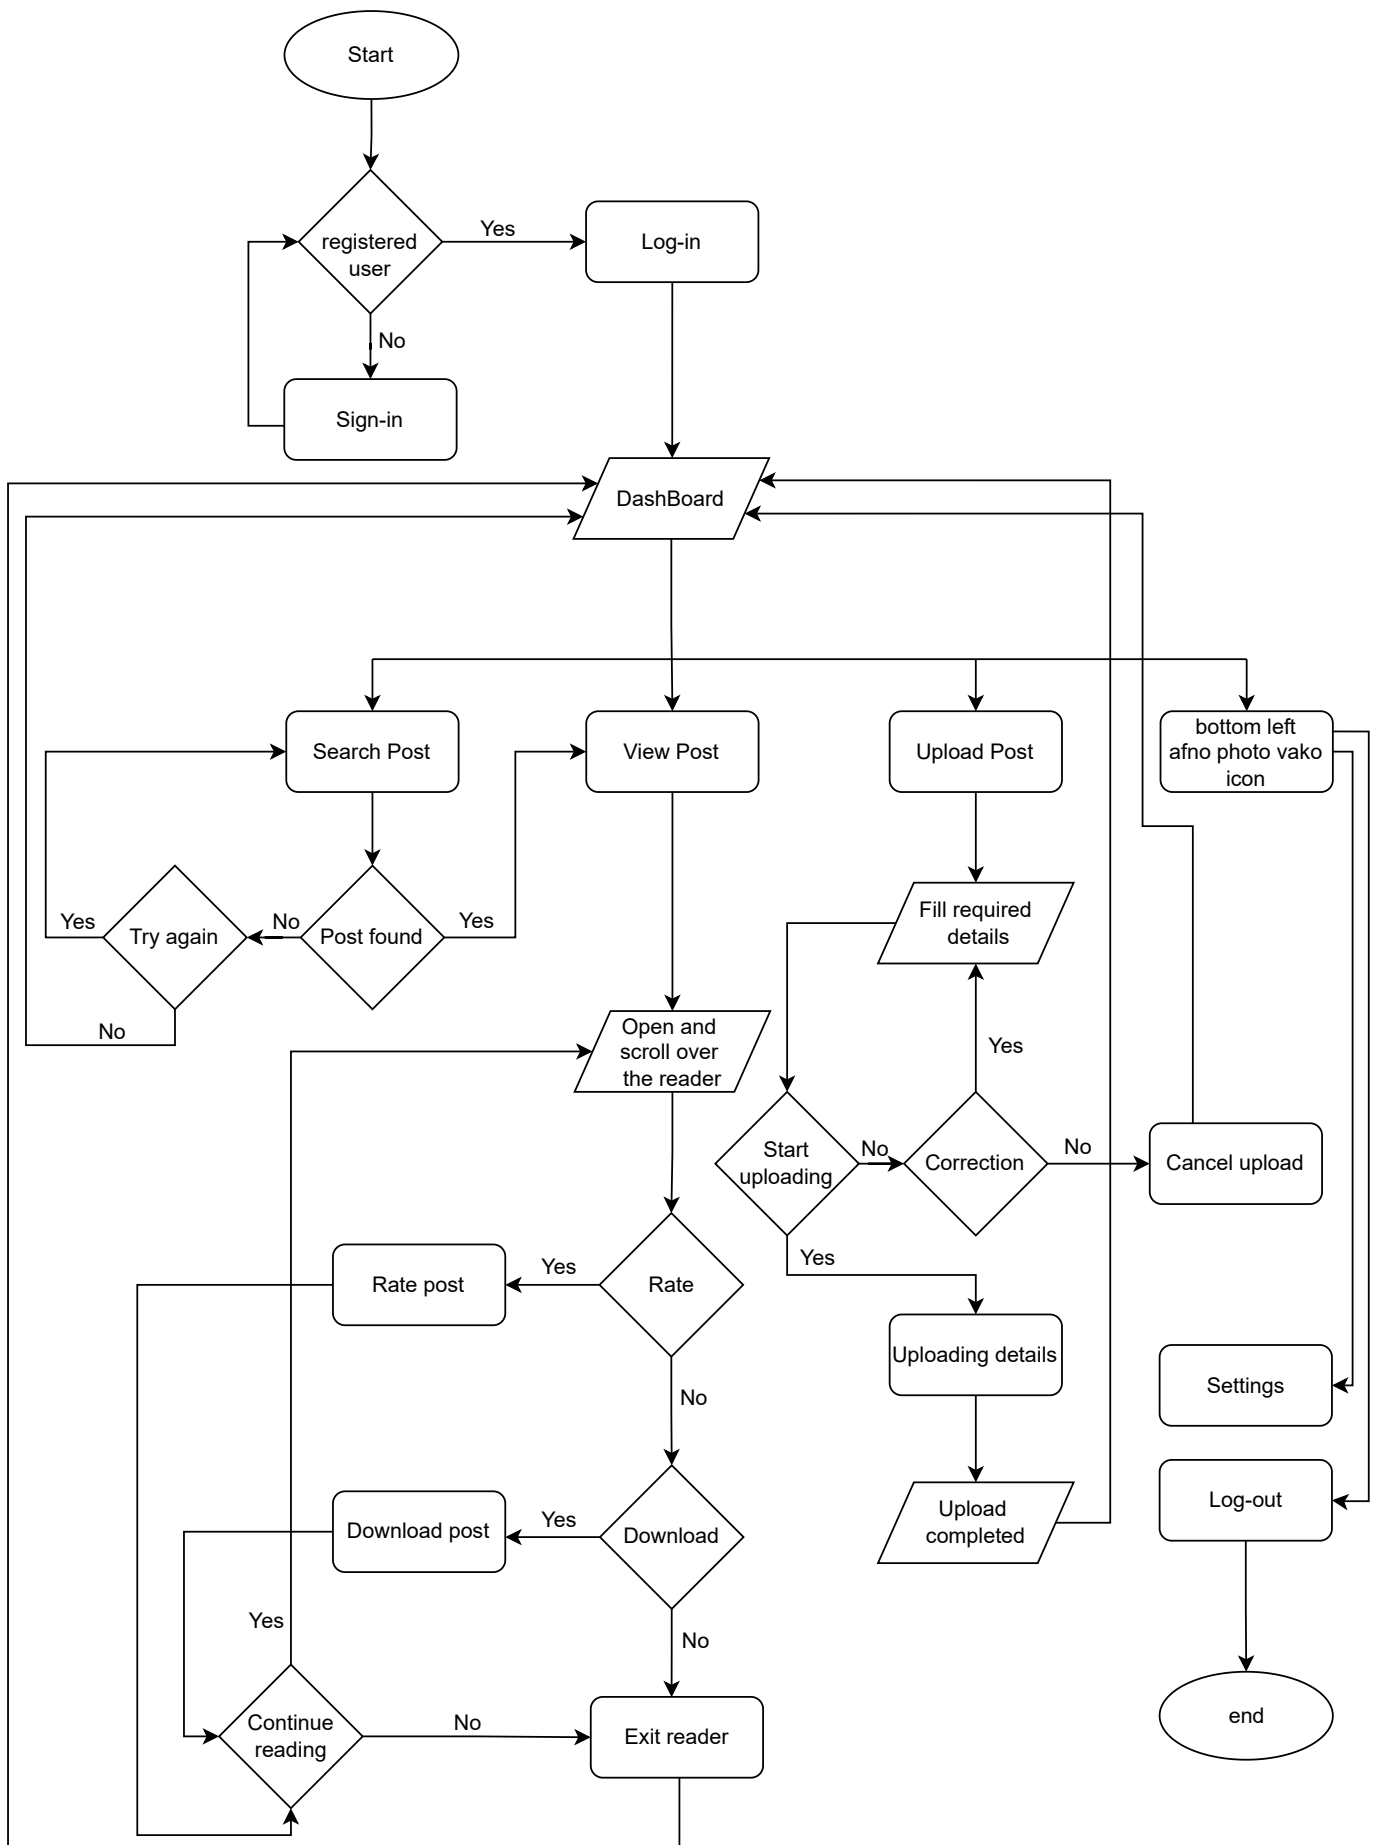 Start
registered
user
Yes
Log-in
No
Sign-in
DashBoard
Search Post
View Post
Upload Post
bottom left
afno photo vako
icon
Yes
Try again
No
Post found
Yes
No
Fill required
details
Open and
scroll over
the reader
Yes
Start
uploading
No
Correction
No
Cancel upload
Yes
Rate post
Yes
Rate
No
Uploading details
Settings
Download post
Yes
Download
Upload
completed
Log-out
Yes
No
Continue
reading
No
Exit reader
end